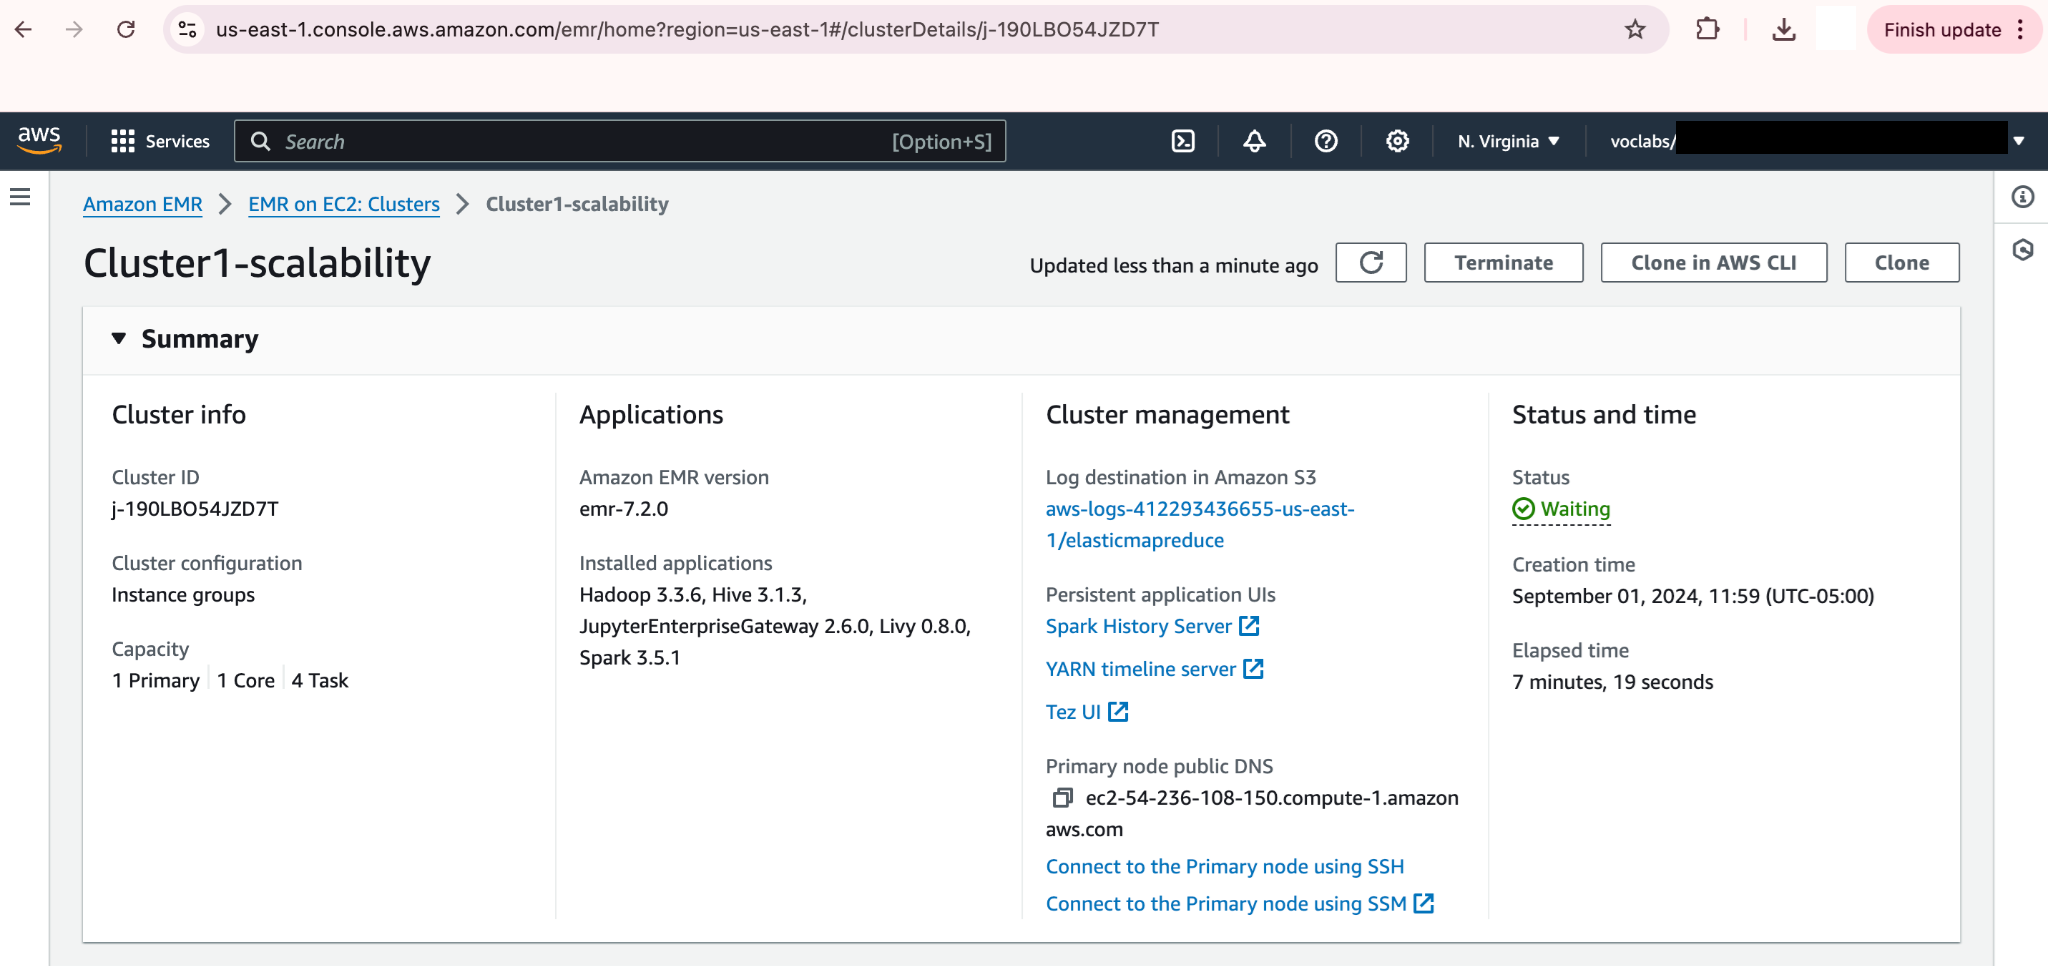 us-east-1.console.aws.amazon.com/emr/home?region=us-east-1#/clusterDetails/j-190LBO54JZD7T
Finish update
aws
Services
Search
[Option+S]
N. Virginia
voclabs/
Amazon EMR
EMR on EC2: Clusters
Cluster1-scalability
Cluster1-scalability
Updated less than a minute ago
Terminate
Clone in AWS CLI
Clone
Summary
Cluster info
Cluster ID
j-190LBO54JZD7T
Cluster configuration
Instance groups
Capacity
1 Primary
1 Core
4 Task
Applications
Amazon EMR version
emr-7.2.0
Installed applications
Hadoop 3.3.6, Hive 3.1.3,
JupyterEnterpriseGateway 2.6.0, Livy 0.8.0,
Spark 3.5.1
Cluster management
Log destination in Amazon S3
aws-logs-412293436655-us-east-
1/elasticmapreduce
Persistent application UIs
Spark History Server
YARN timeline server
Tez UI
Primary node public DNS
ec2-54-236-108-150.compute-1.amazon
aws.com
Connect to the Primary node using SSH
Connect to the Primary node using SSM
Status and time
Status
Waiting
Creation time
September 01, 2024, 11:59 (UTC-05:00)
Elapsed time
7 minutes, 19 seconds